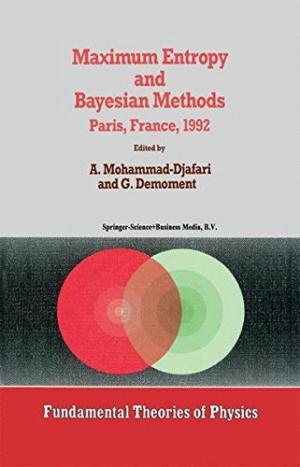 Maximum Entropy
and
Bayesian Methods
Paris, France, 1992
Edited by
A. Mohammad-Djafari
and G. Demoment
Springer-Science+Business Media, B.V.
Fundamental Theories of Physics